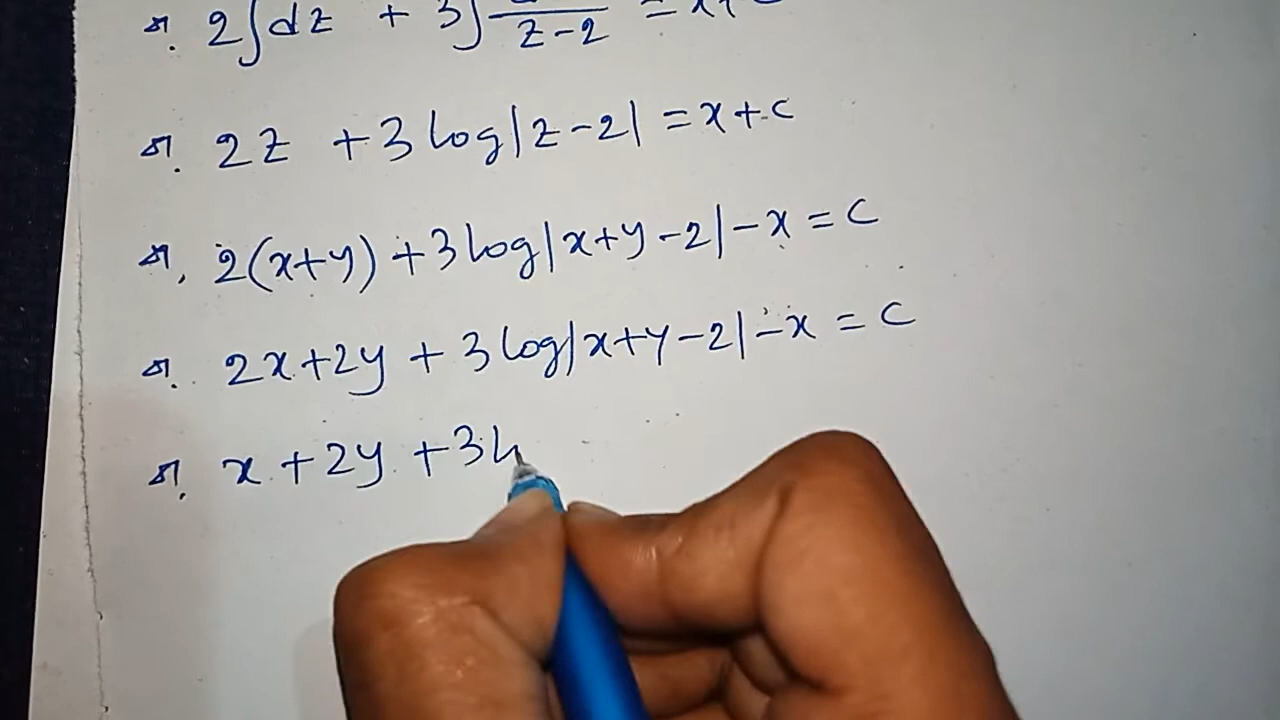 বা. 2∫dz + 3∫ / z-2 = x+c
বা. 2z + 3 log|z-2| = x+c
বা, 2(x+y) + 3 log|x+y-2| - x = c
বা. 2x+2y + 3 log|x+y-2| - x = c
বা, x + 2y + 3 l